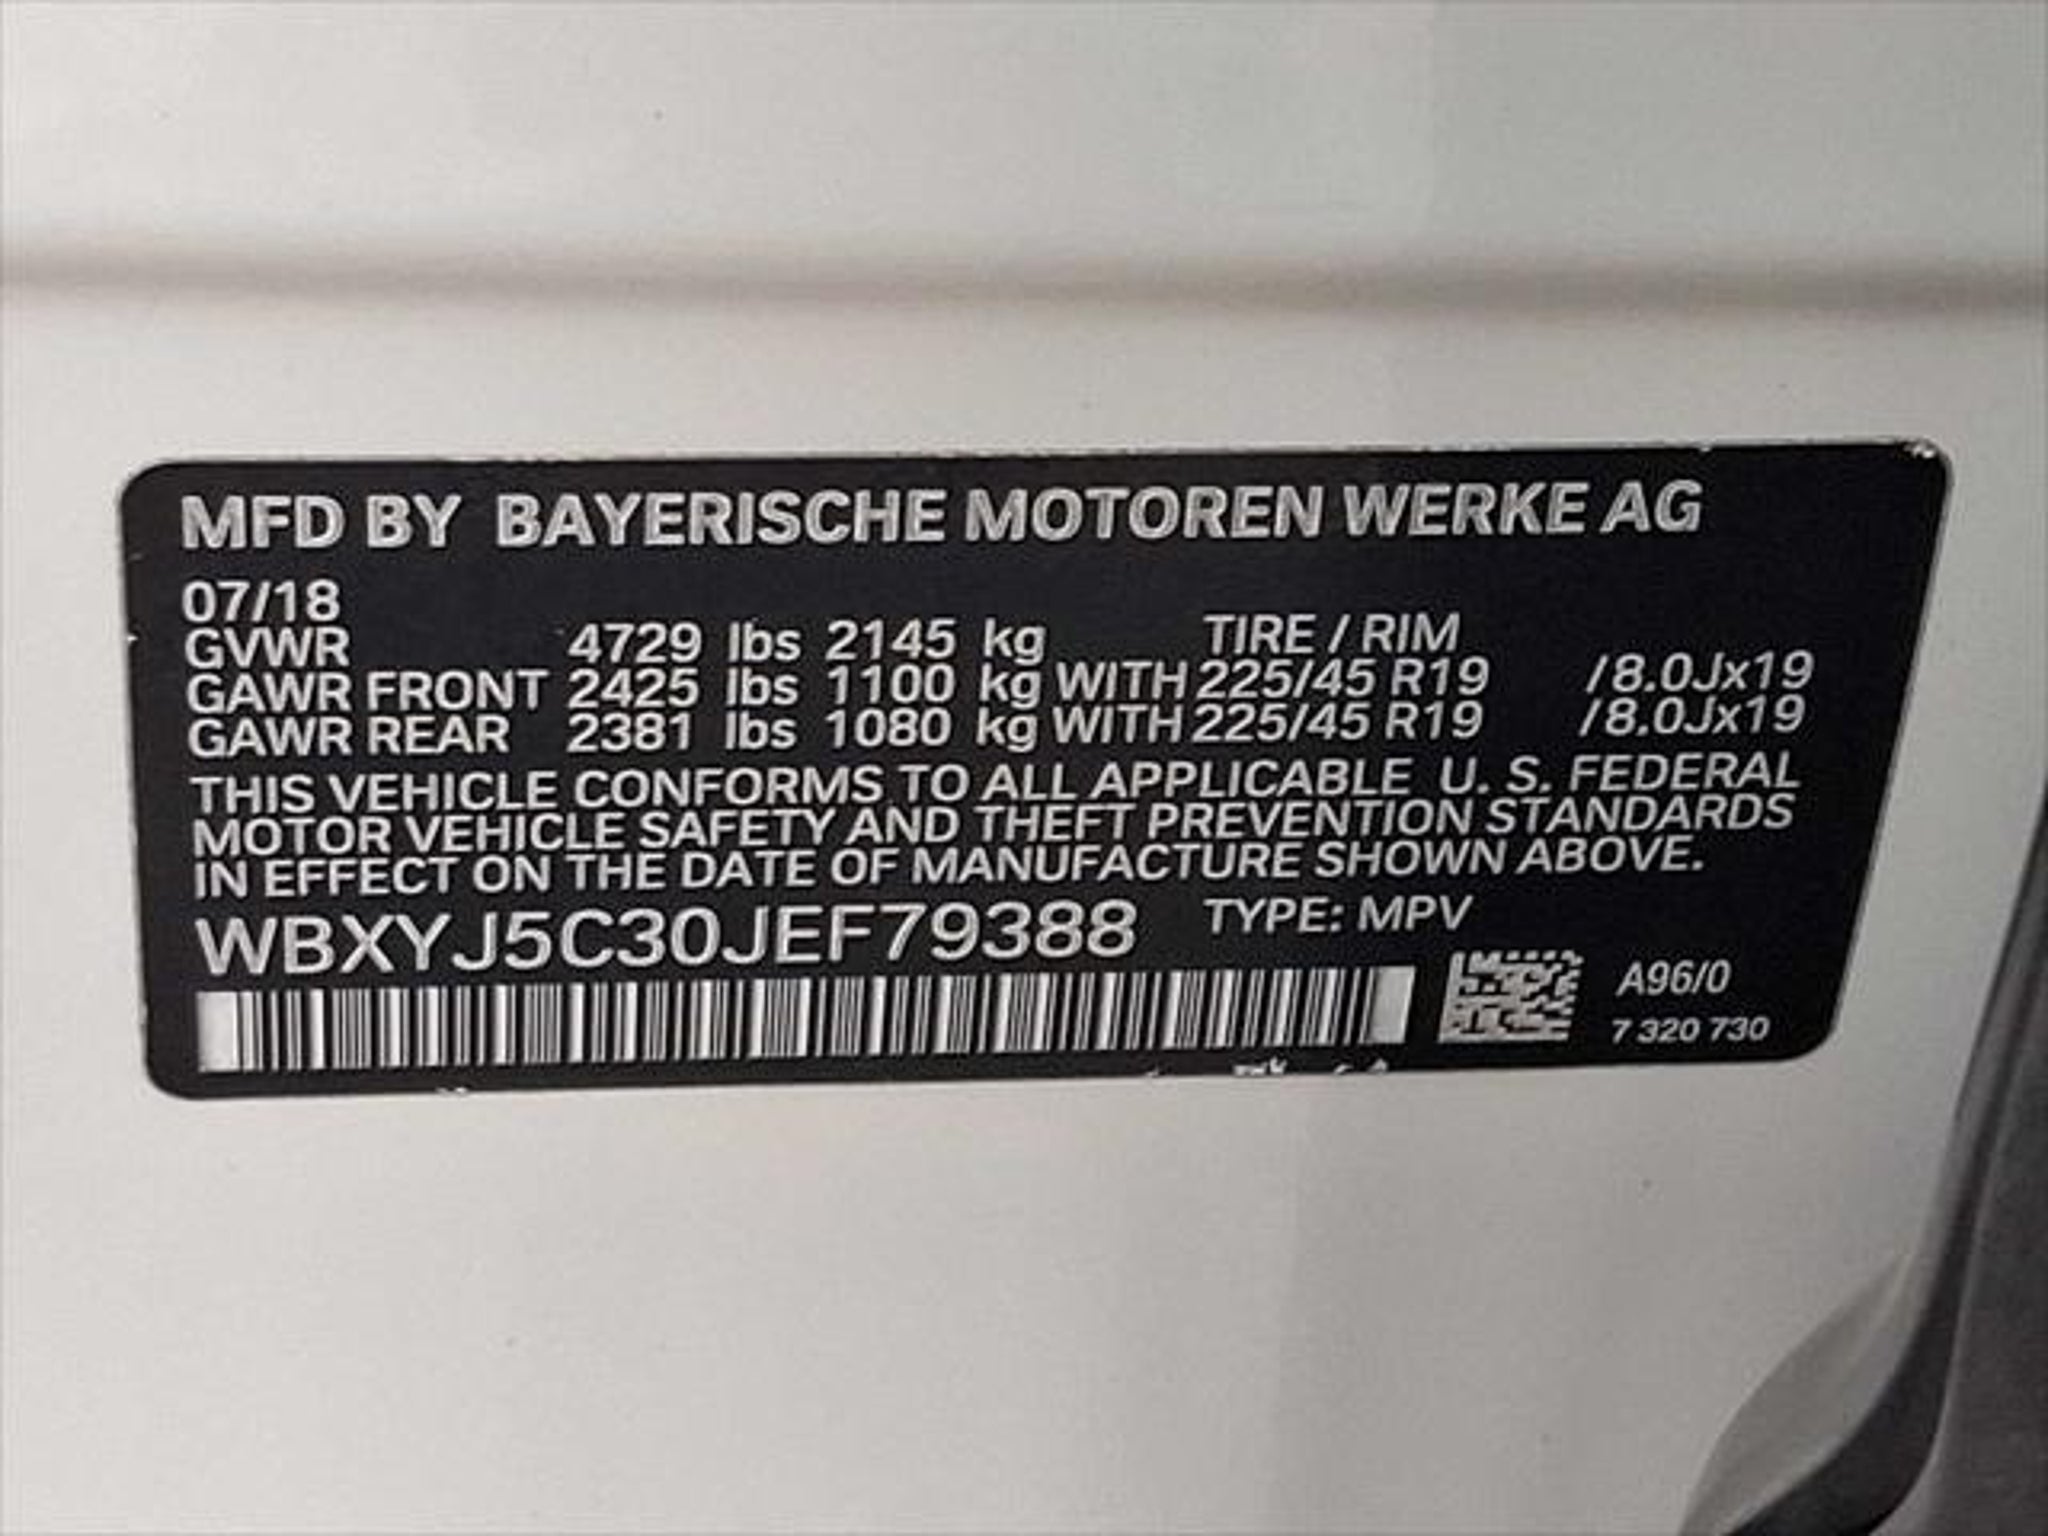 MFD BY BAYERISCHE MOTOREN WERKE AG
07/18
GVWR 4729 lbs 2145 kg TIRE / RIM
GAWR FRONT 2425 lbs 1100 kg WITH 225/45 R19 /8.0Jx19
GAWR REAR 2381 lbs 1080 kg WITH 225/45 R19 /8.0Jx19
THIS VEHICLE CONFORMS TO ALL APPLICABLE U. S. FEDERAL
MOTOR VEHICLE SAFETY AND THEFT PREVENTION STANDARDS
IN EFFECT ON THE DATE OF MANUFACTURE SHOWN ABOVE.
WBXYJ5C30JEF79388 TYPE: MPV
A96/0
7 320 730